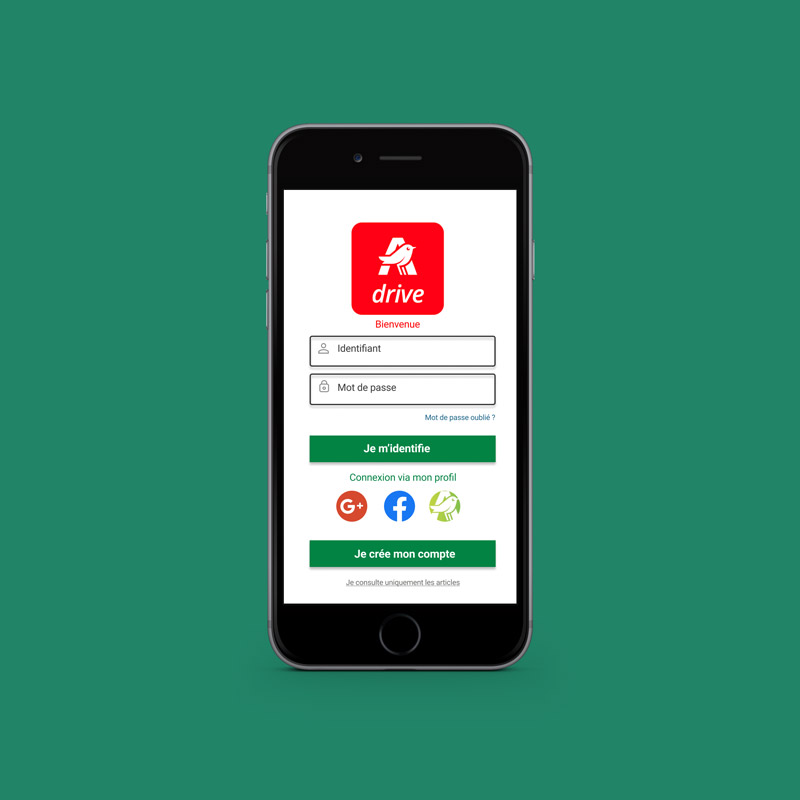 A
drive
Bienvenue
Identifiant
Mot de passe
Mot de passe oublié ?
Je m'identifie
Connexion via mon profil
G+
f
Je crée mon compte
Je consulte uniquement les articles